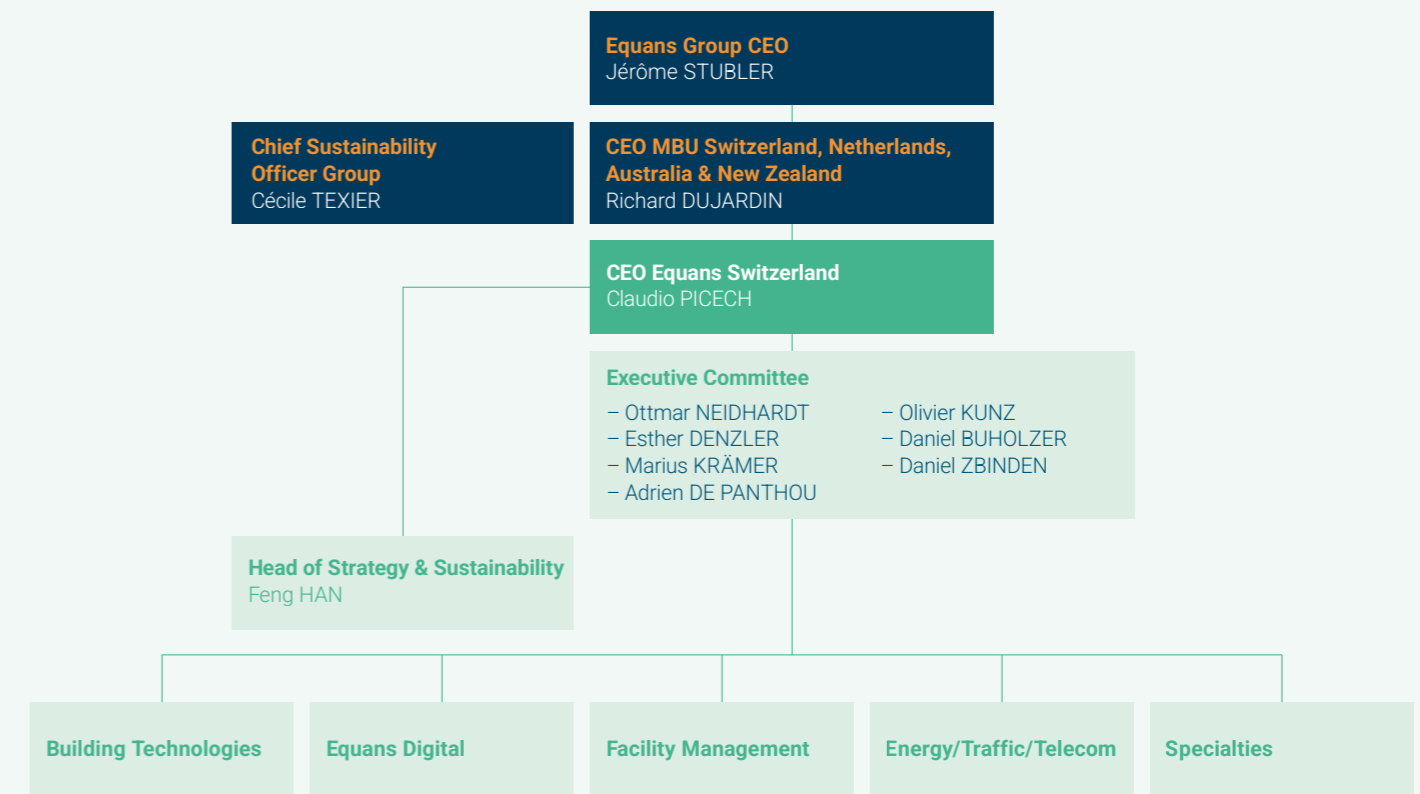 Equans Group CEO
Jérôme STUBLER
Chief Sustainability
Officer Group
Cécile TEXIER
CEO MBU Switzerland, Netherlands,
Australia & New Zealand
Richard DUJARDIN
CEO Equans Switzerland
Claudio PICECH
Executive Committee
– Ottmar NEIDHARDT
– Esther DENZLER
– Marius KRÄMER
– Adrien DE PANTHOU
– Olivier KUNZ
– Daniel BUHOLZER
– Daniel ZBINDEN
Head of Strategy & Sustainability
Feng HAN
Building Technologies
Equans Digital
Facility Management
Energy/Traffic/Telecom
Specialties